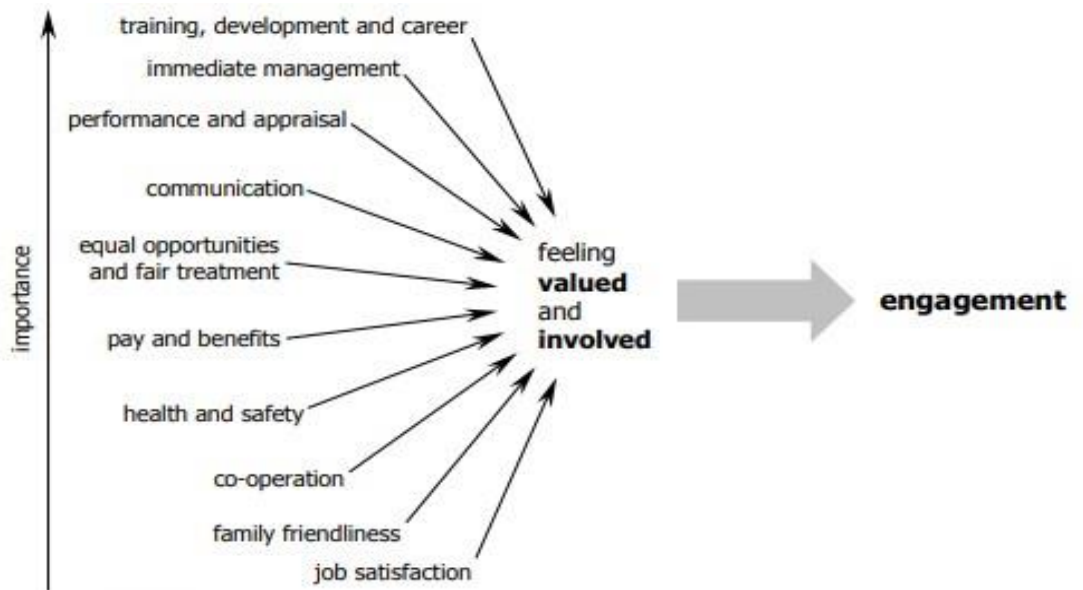 training, development and career
immediate management
performance and appraisal
communication
equal opportunities
and fair treatment
pay and benefits
health and safety
co-operation
family friendliness
job satisfaction
importance
feeling
valued
and
involved
engagement